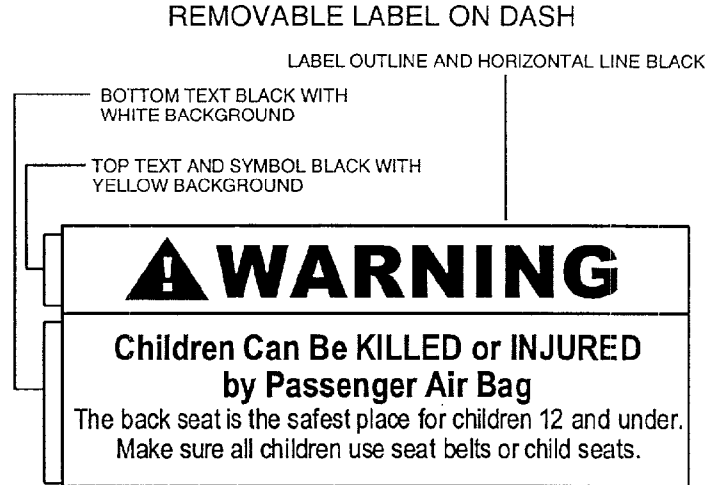 REMOVABLE LABEL ON DASH
LABEL OUTLINE AND HORIZONTAL LINE BLACK
BOTTOM TEXT BLACK WITH
WHITE BACKGROUND
TOP TEXT AND SYMBOL BLACK WITH
YELLOW BACKGROUND
WARNING
Children Can Be KILLED or INJURED
by Passenger Air Bag
The back seat is the safest place for children 12 and under.
Make sure all children use seat belts or child seats.